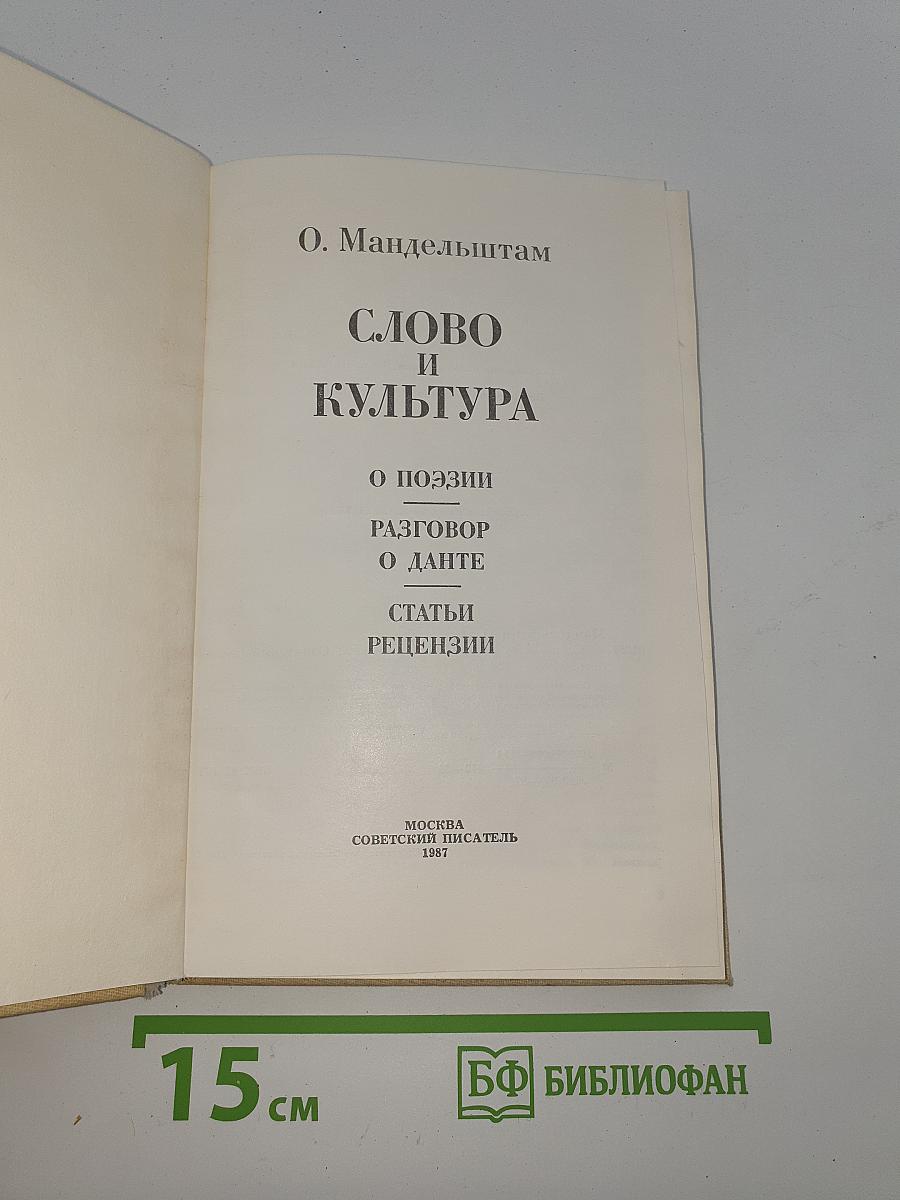 О. Мандельштам
СЛОВО
И
КУЛЬТУРА
О ПОЭЗИИ
РАЗГОВОР
О ДАНТЕ
СТАТЬИ
РЕЦЕНЗИИ
МОСКВА
СОВЕТСКИЙ ПИСАТЕЛЬ
1987
15 см
БФ БИБЛИОФАН